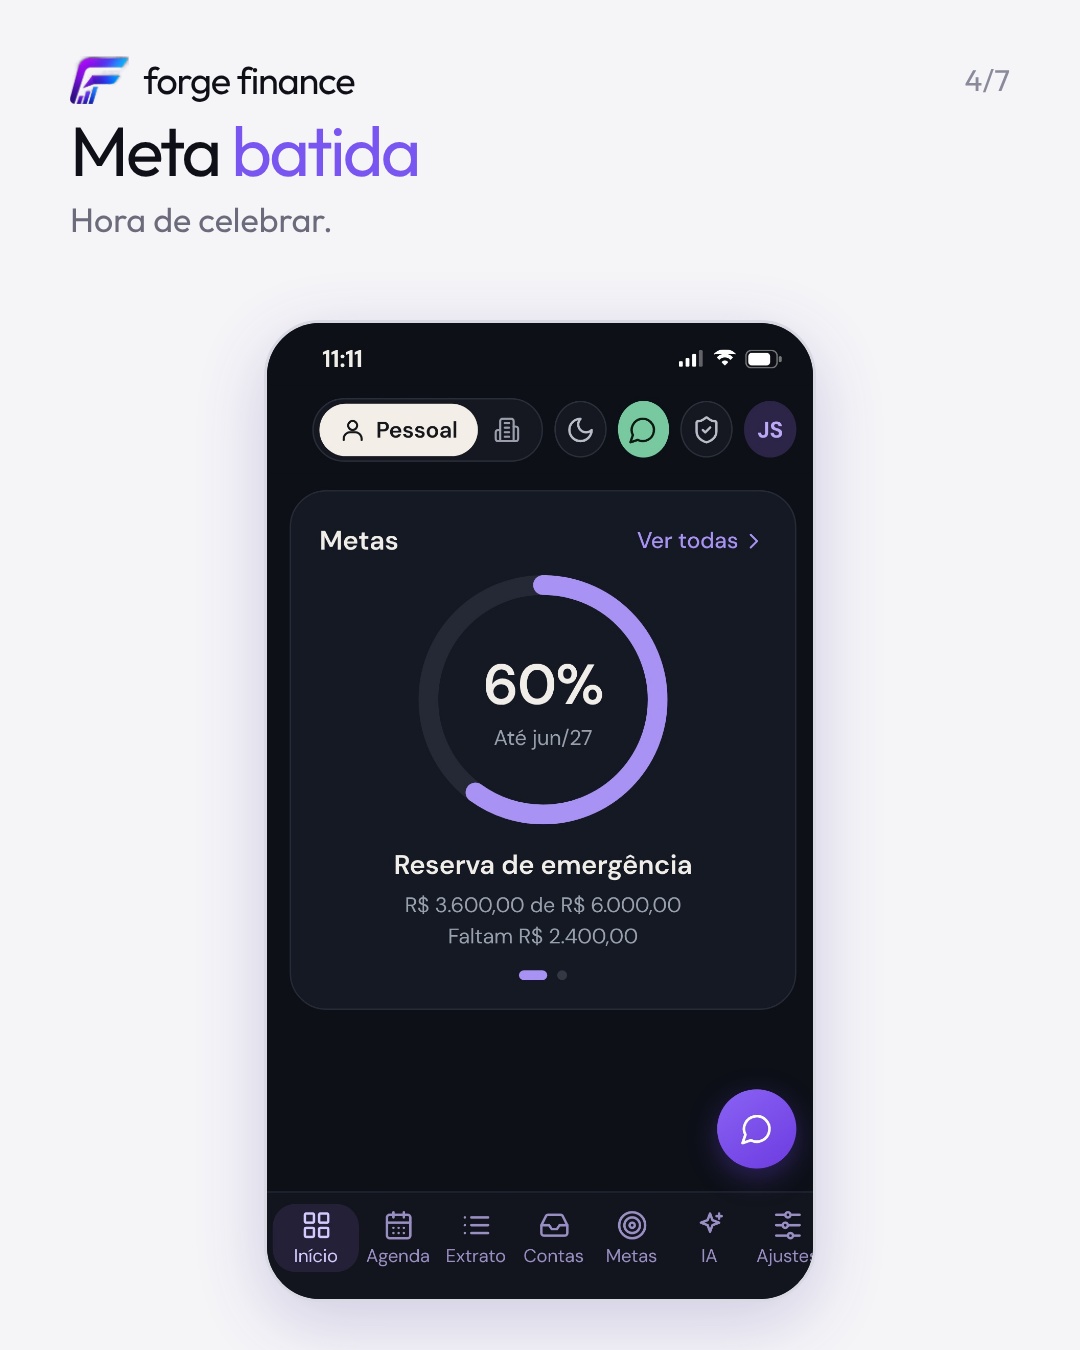 forge finance
4/7
Meta batida
Hora de celebrar.
11:11
Pessoal
JS
Metas
Ver todas
60%
Até jun/27
Reserva de emergência
R$ 3.600,00 de R$ 6.000,00
Faltam R$ 2.400,00
Início
Agenda
Extrato
Contas
Metas
IA
Ajustes